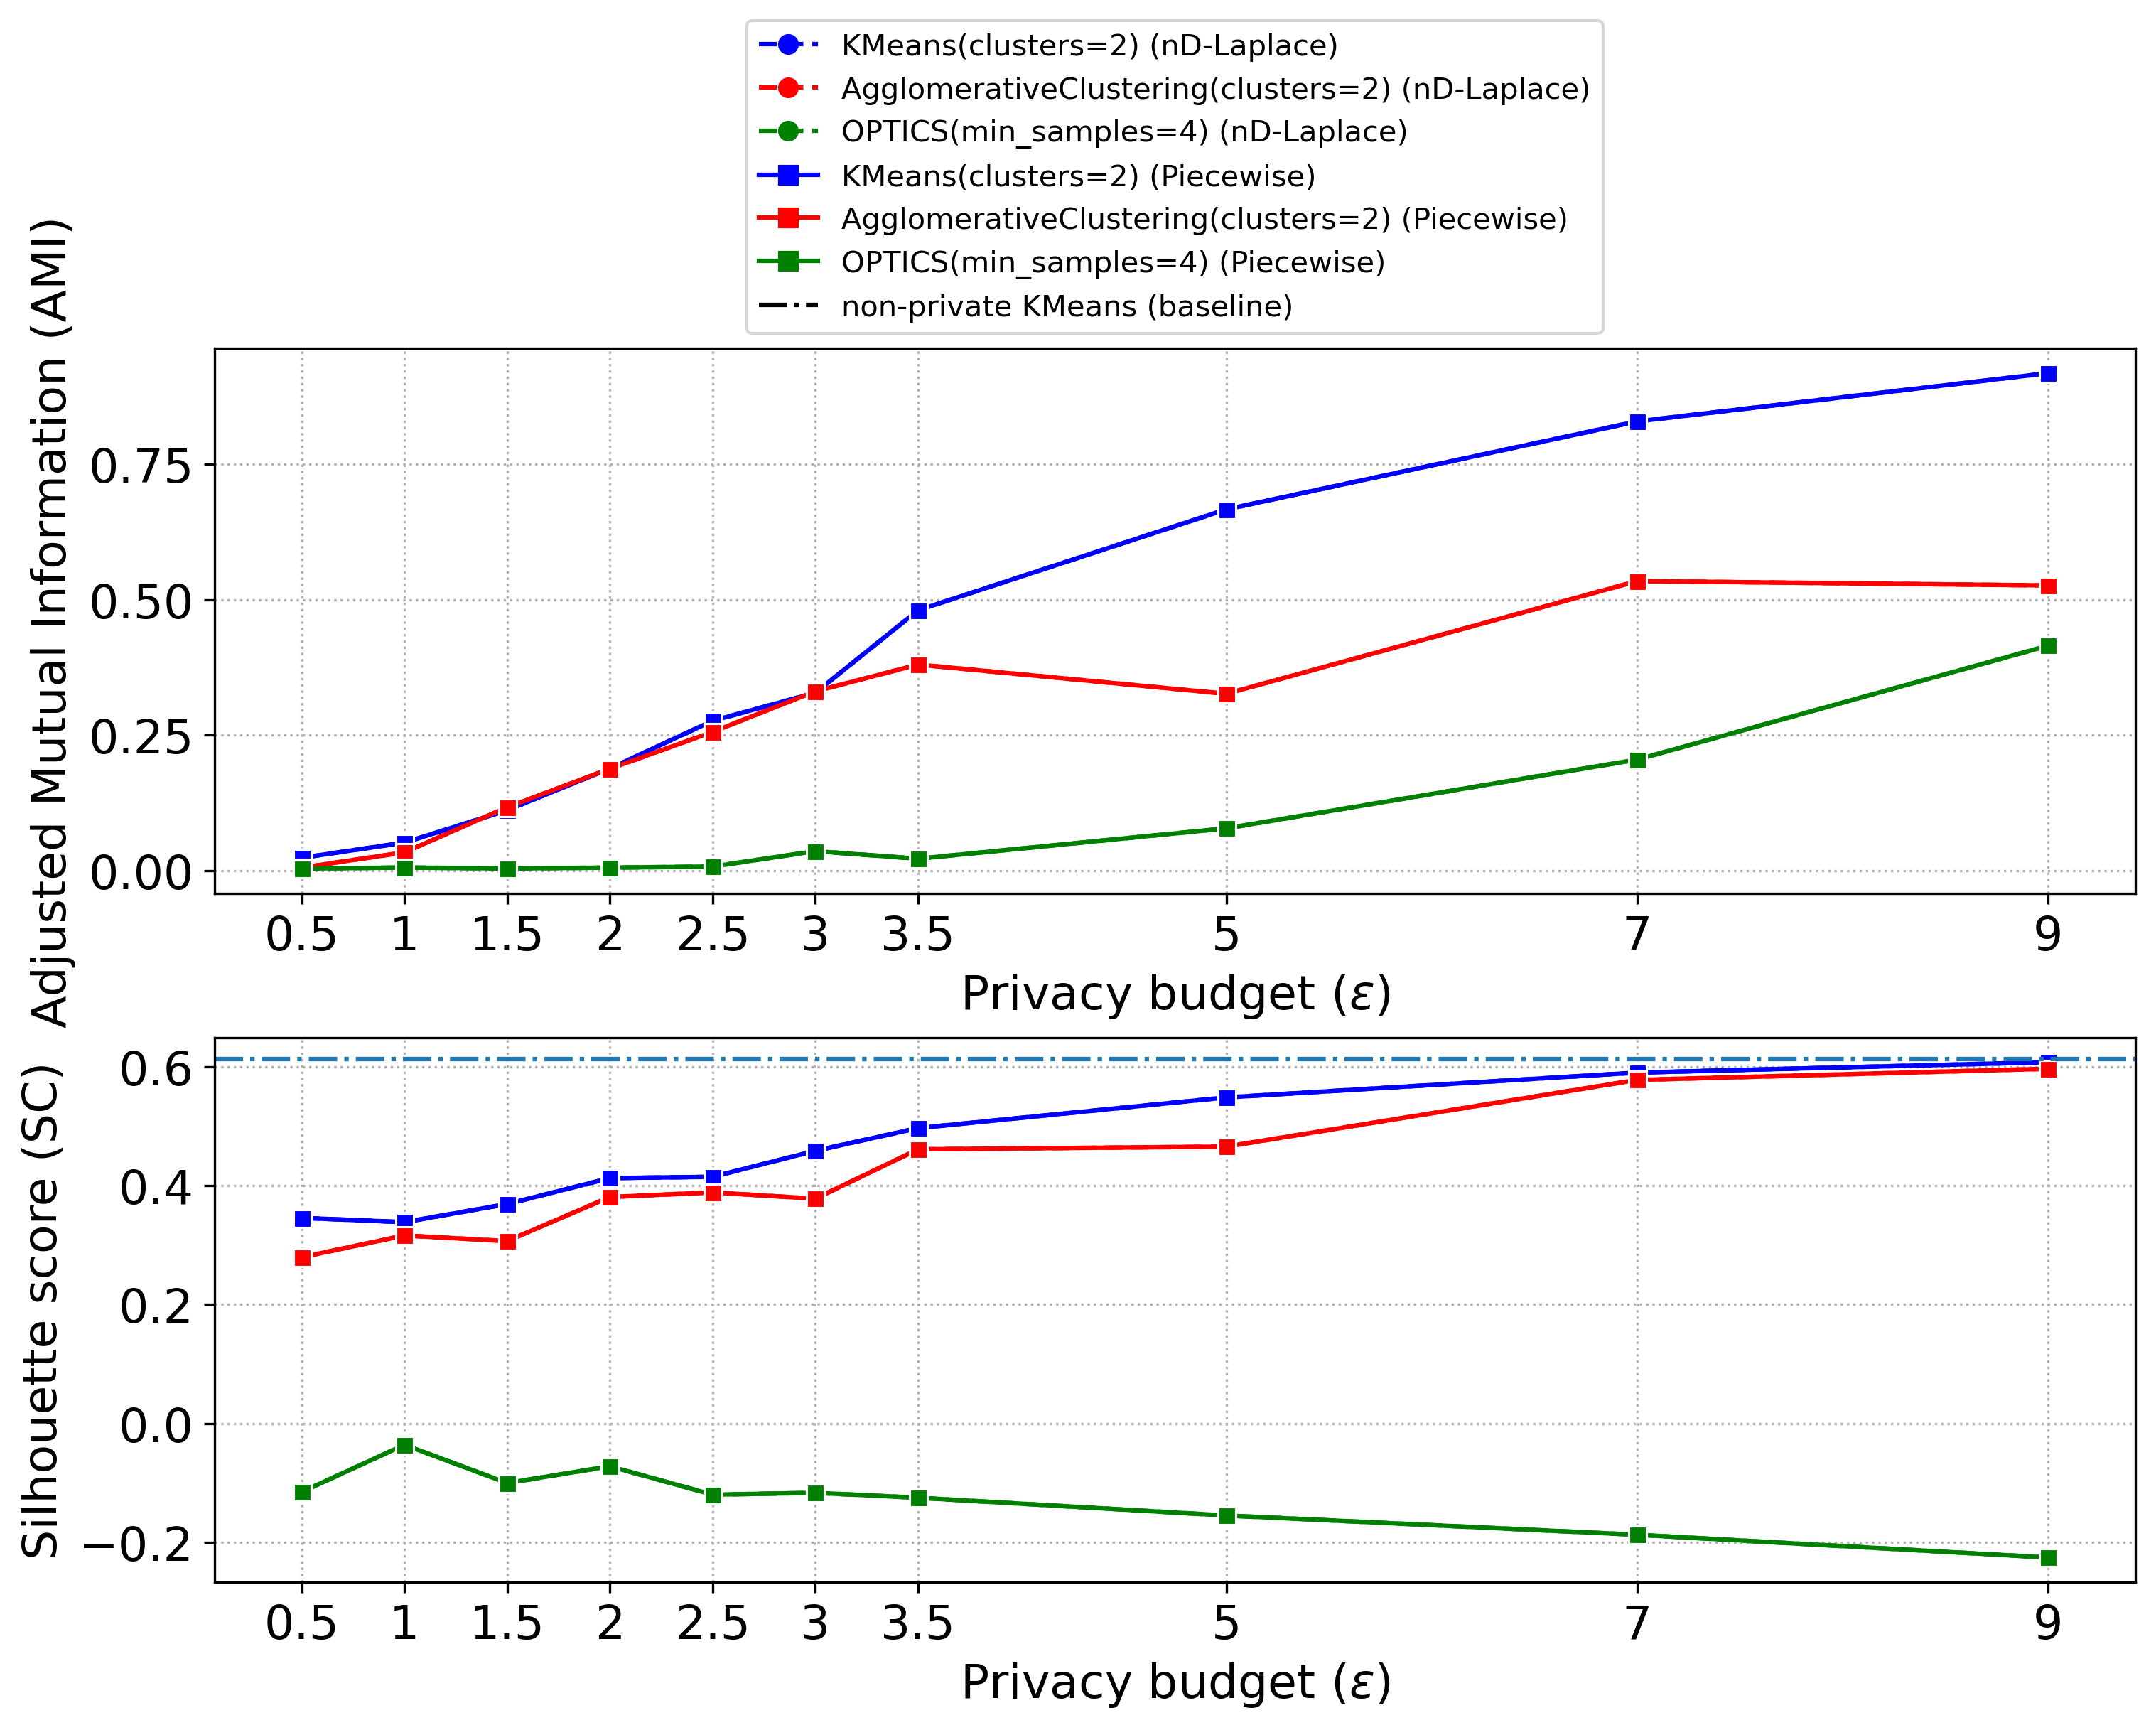 KMeans(clusters=2) (nD-Laplace)
AgglomerativeClustering(clusters=2) (nD-Laplace)
OPTICS(min_samples=4) (nD-Laplace)
KMeans(clusters=2) (Piecewise)
AgglomerativeClustering(clusters=2) (Piecewise)
OPTICS(min_samples=4) (Piecewise)
non-private KMeans (baseline)
Adjusted Mutual Information (AMI)
0.75
0.50
0.25
0.00
0.5 1 1.5 2 2.5 3 3.5 5 7 9
Privacy budget (ε)
Silhouette score (SC)
0.6
0.4
0.2
0.0
−0.2
0.5 1 1.5 2 2.5 3 3.5 5 7 9
Privacy budget (ε)